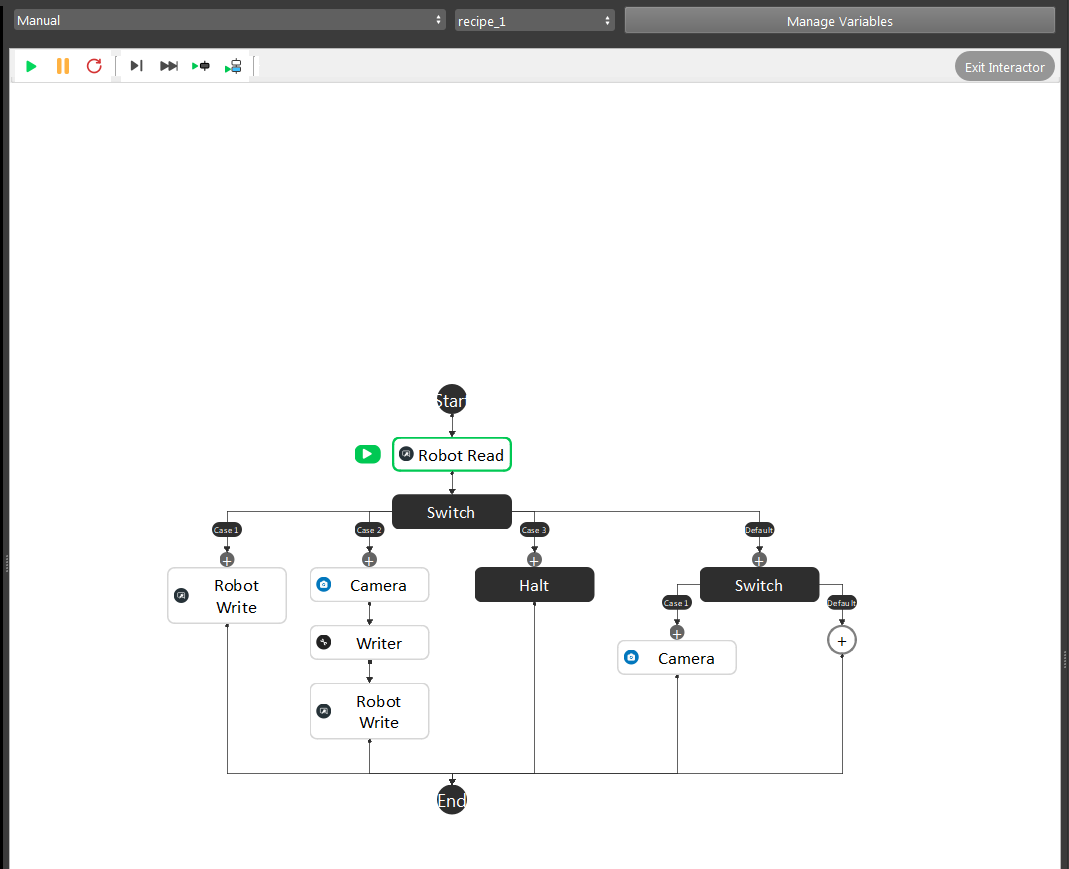 Manual
recipe_1
Manage Variables
Exit Interactor
Start
Robot Read
Switch
Case 1
Case 2
Case 3
Default
Robot
Write
Camera
Halt
Switch
Case 1
Default
Writer
Camera
Robot
Write
End